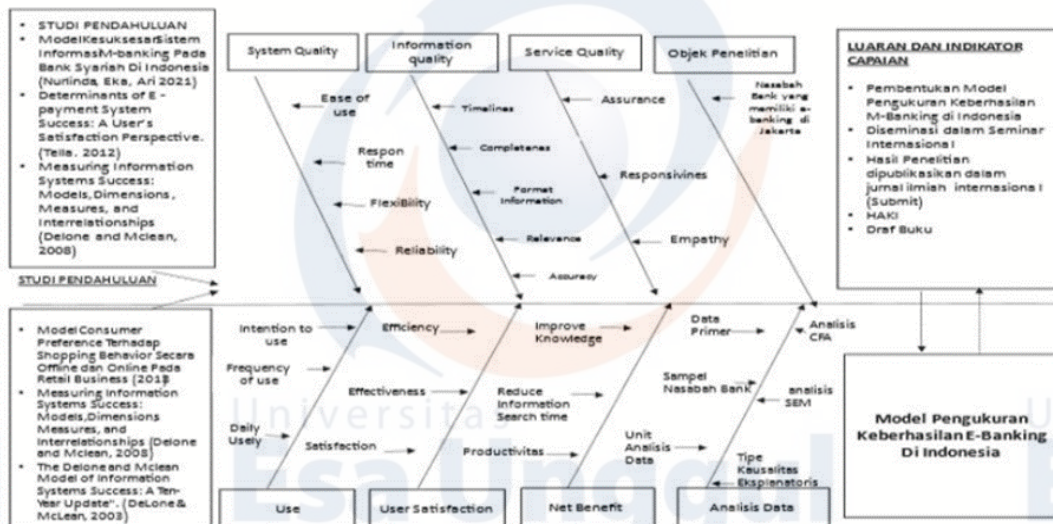 • STUDI PENDAHULUAN
• ModelKesuksesanSistem
InformasiM-banking Pada
Bank Syariah Di Indonesia
(Nurlinda, Eka, Ari 2021)
• Determinants of E -
payment System
Success: A User's
Satisfaction Perspective.
(Tella. 2012)
• Measuring Information
Systems Success:
Models,Dimensions,
Measures, and
Interrelationships
(Delone and Mclean,
2008)
STUDI PENDAHULUAN
• Model Consumer
Preference Terhadap
Shopping Behavior Secara
Offline dan Online Pada
Retail Business
• Measuring Information
Systems Success:
Models,Dimensions
Measures, and
Interrelationships (Delone
and Mclean, 2008)
• The Delone and Mclean
Model of Information
Systems Success: A Ten-
Year Update". (DeLone &
McLean, 2003)
System Quality
Ease of
use
Respon
time
Flexibility
Reliability
Information
quality
Timelines
Completenes
Format
Information
Relevance
Accuracy
Service Quality
Assurance
Responsivines
Empathy
Objek Penelitian
Nasabah
Bank yang
memiliki e-
banking di
Jakarta
Intention to
use
Frequency
of use
Daily
Usely
Use
Efficiency
Effectiveness
Satisfaction
User Satisfaction
Improve
Knowledge
Reduce
Information
Search time
Productivitas
Net Benefit
Data
Primer
Sampel
Nasabah Bank
Unit
Analysis
Data
Analisis
CFA
analisis
SEM
Tipe
Kausalitas
Eksplanatoris
Analisis Data
LUARAN DAN INDIKATOR
CAPAIAN
• Pembentukan Model
Pengukuran Keberhasilan
M-Banking di Indonesia
• Diseminasi dalam Seminar
Internasional
• Hasil Penelitian
dipublikasikan dalam
jurnal ilmiah internasional
(Submit)
• HAKI
• Draf Buku
Model Pengukuran
Keberhasilan E-Banking
Di Indonesia
Universitas
Esa Unggul